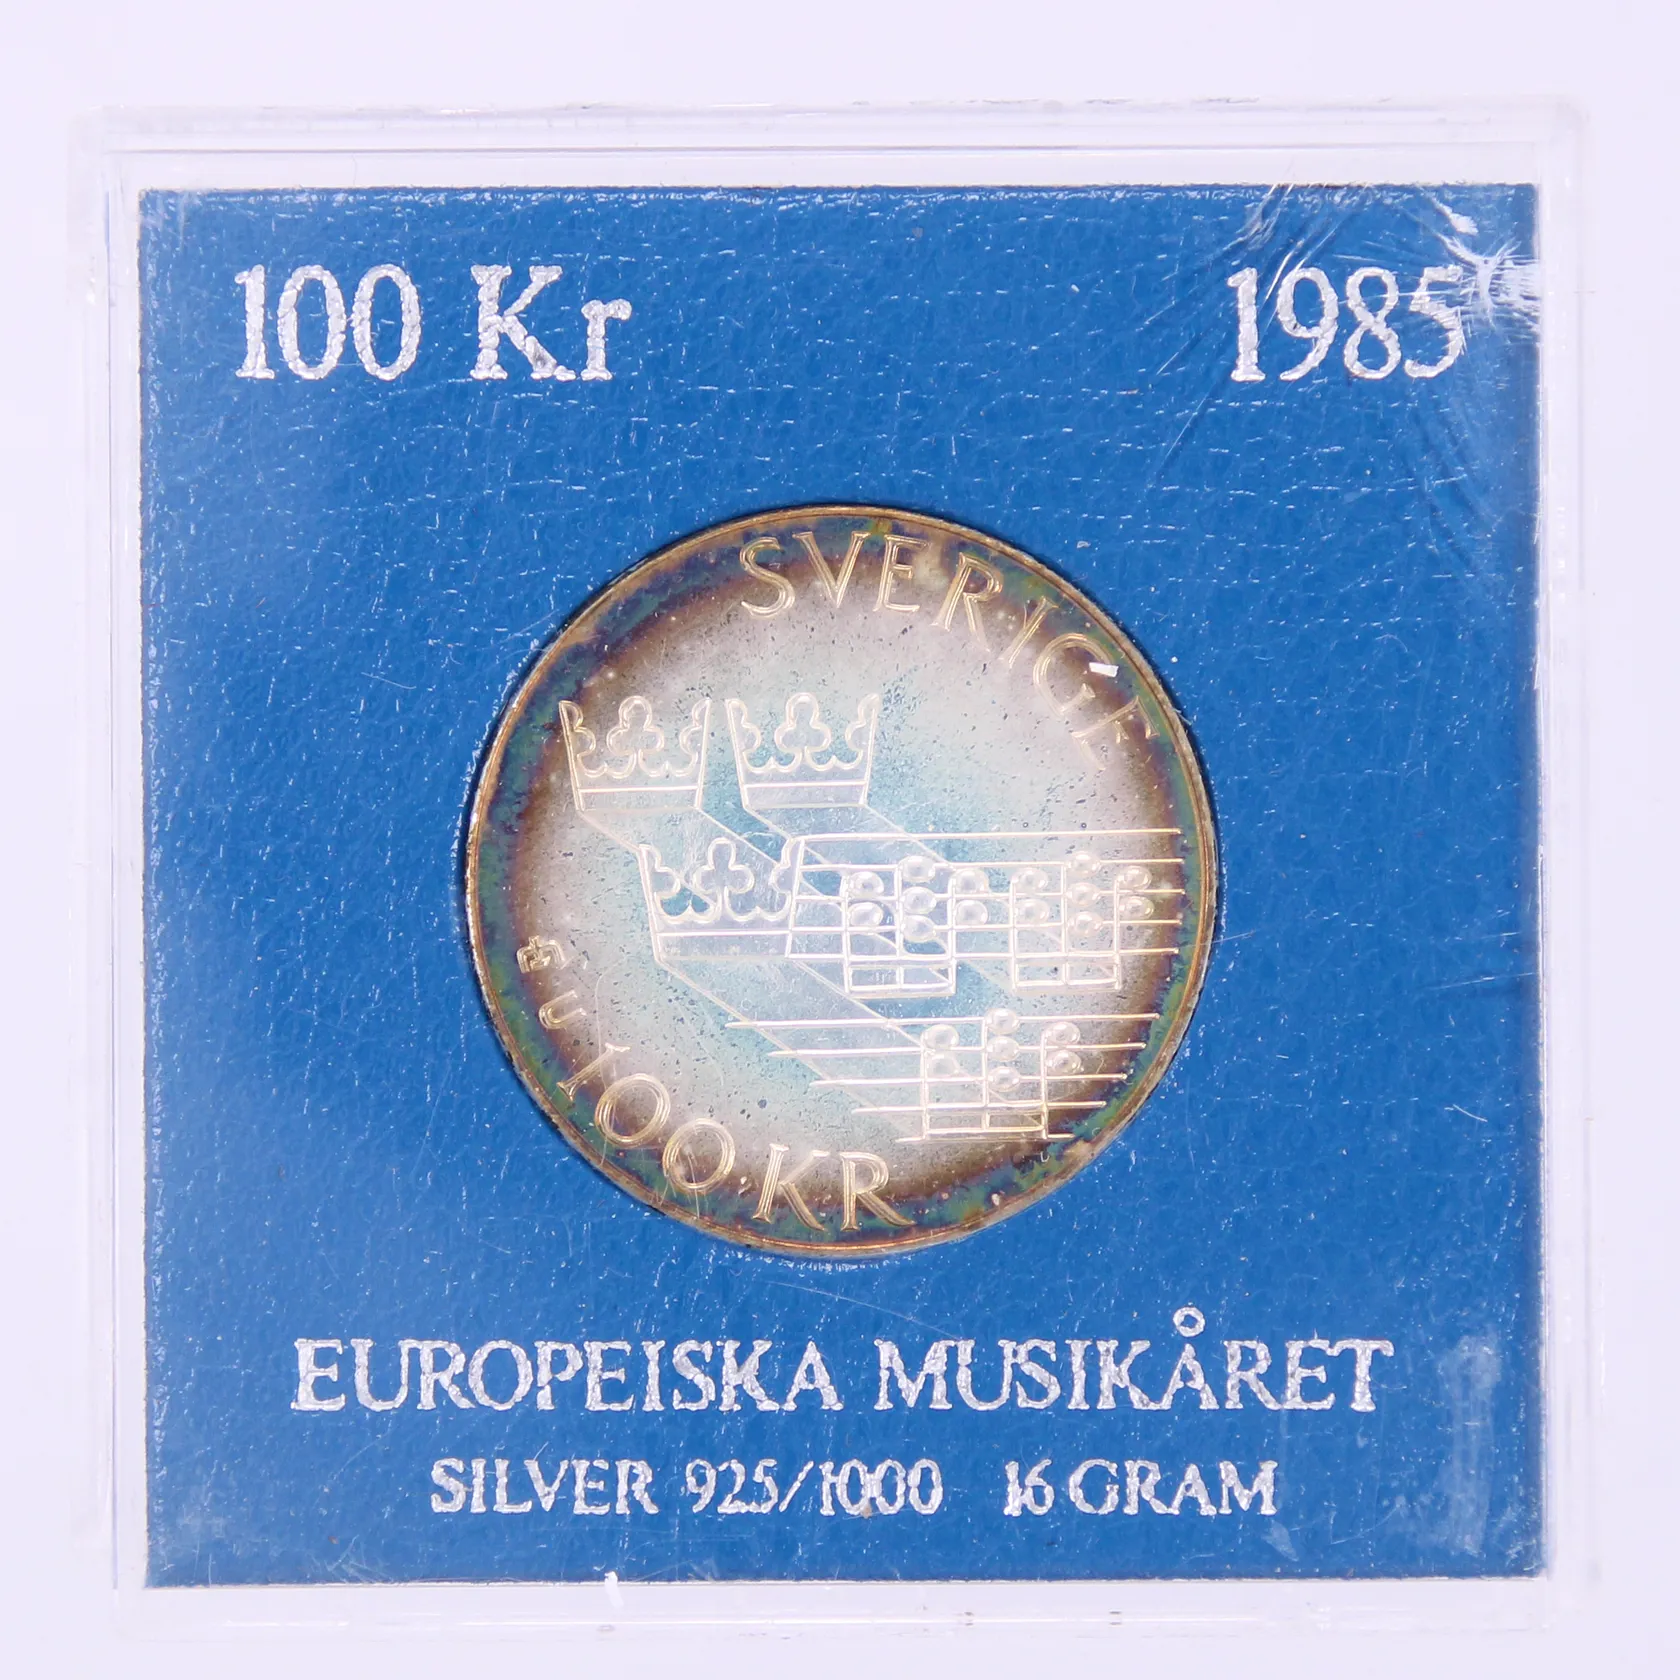 100 Kr 1985
SVERIGE
U 100 KR
EUROPEISKA MUSIKÅRET
SILVER 925/1000 16 GRAM